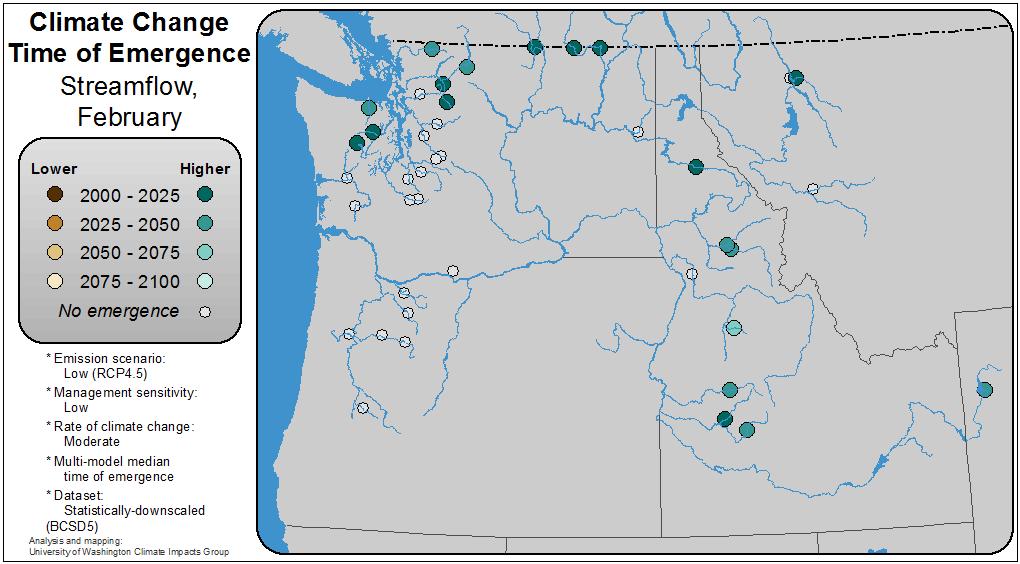 Climate Change
Time of Emergence
Streamflow,
February
Lower Higher
2000 - 2025
2025 - 2050
2050 - 2075
2075 - 2100
No emergence
* Emission scenario:
Low (RCP4.5)
* Management sensitivity:
Low
* Rate of climate change:
Moderate
* Multi-model median
time of emergence
* Dataset:
Statistically-downscaled
(BCSD5)
Analysis and mapping:
University of Washington Climate Impacts Group